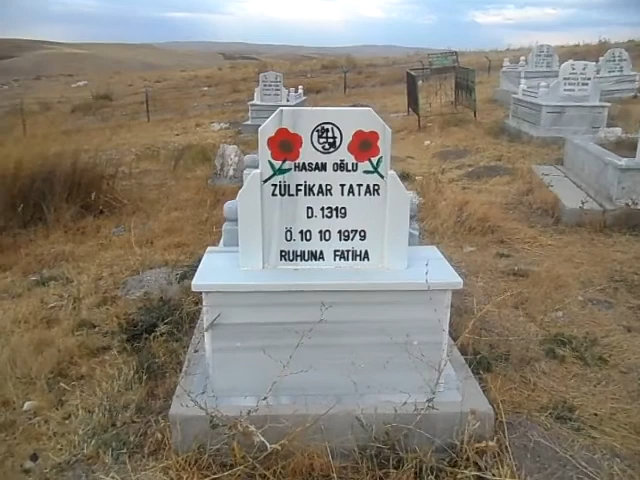 HASAN OĞLU
ZÜLFİKAR TATAR
D.1319
Ö.10 10 1979
RUHUNA FATİHA